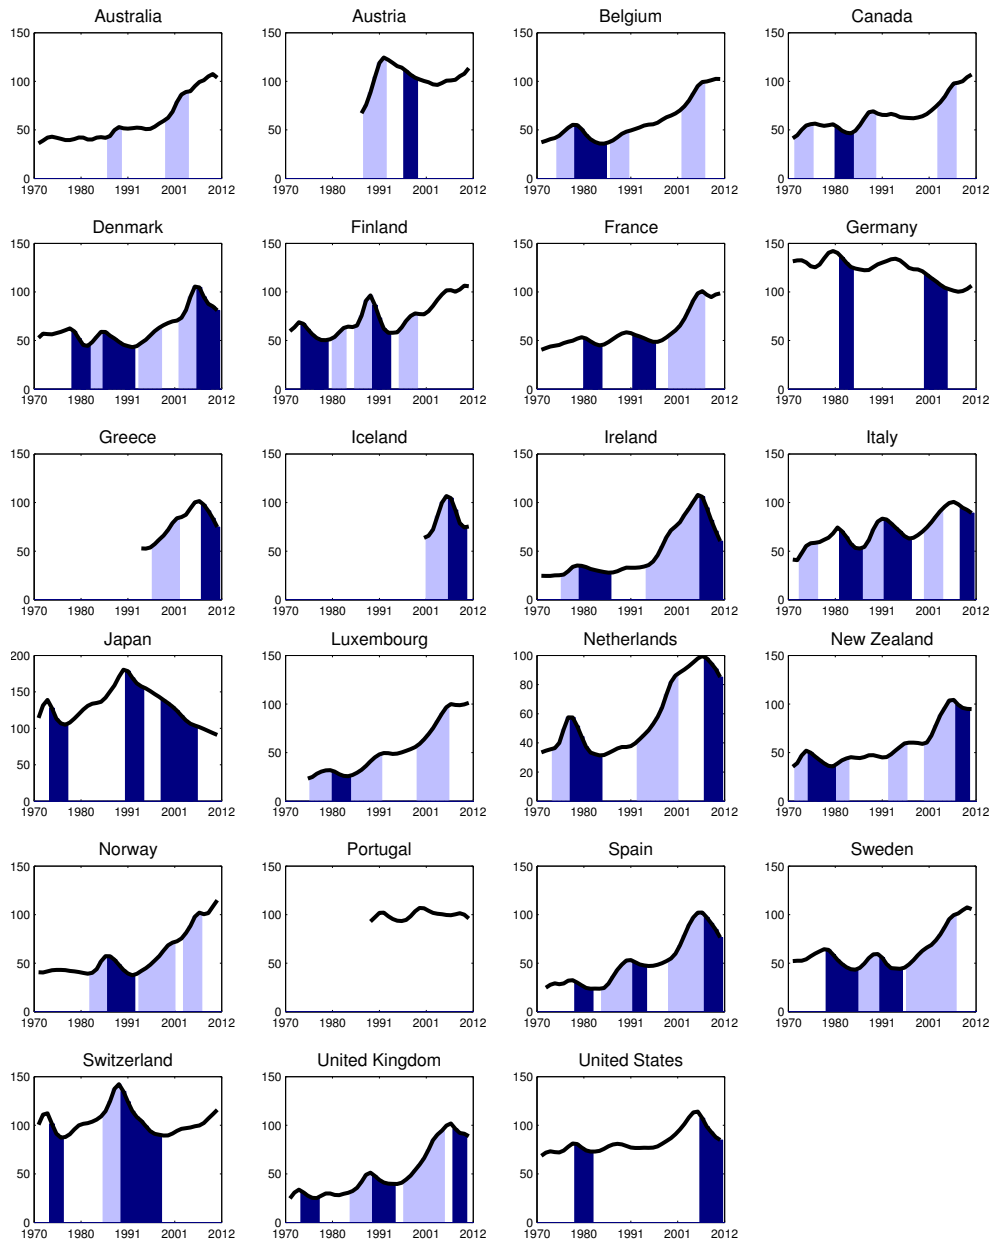 Australia
150
100
50
0
1970 1980 1991 2001 2012
Austria
150
100
50
0
1970 1980 1991 2001 2012
Belgium
150
100
50
0
1970 1980 1991 2001 2012
Canada
150
100
50
0
1970 1980 1991 2001 2012
Denmark
150
100
50
0
1970 1980 1991 2001 2012
Finland
150
100
50
0
1970 1980 1991 2001 2012
France
150
100
50
0
1970 1980 1991 2001 2012
Germany
150
100
50
0
1970 1980 1991 2001 2012
Greece
150
100
50
0
1970 1980 1991 2001 2012
Iceland
150
100
50
0
1970 1980 1991 2001 2012
Ireland
150
100
50
0
1970 1980 1991 2001 2012
Italy
150
100
50
0
1970 1980 1991 2001 2012
Japan
200
150
100
50
0
1970 1980 1991 2001 2012
Luxembourg
150
100
50
0
1970 1980 1991 2001 2012
Netherlands
100
80
60
40
20
0
1970 1980 1991 2001 2012
New Zealand
150
100
50
0
1970 1980 1991 2001 2012
Norway
150
100
50
0
1970 1980 1991 2001 2012
Portugal
150
100
50
0
1970 1980 1991 2001 2012
Spain
150
100
50
0
1970 1980 1991 2001 2012
Sweden
150
100
50
0
1970 1980 1991 2001 2012
Switzerland
150
100
50
0
1970 1980 1991 2001 2012
United Kingdom
150
100
50
0
1970 1980 1991 2001 2012
United States
150
100
50
0
1970 1980 1991 2001 2012